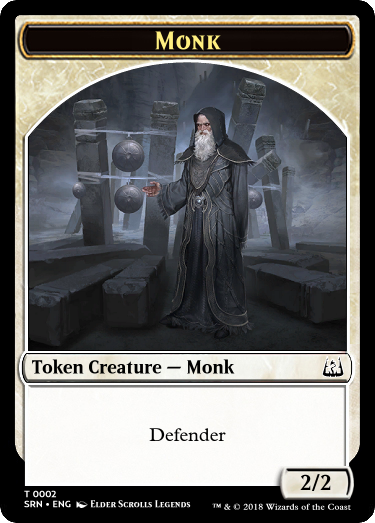 Monk
Token Creature — Monk
Defender
2/2
T 0002
SRN • ENG Elder Scrolls Legends
™ & © 2018 Wizards of the Coast